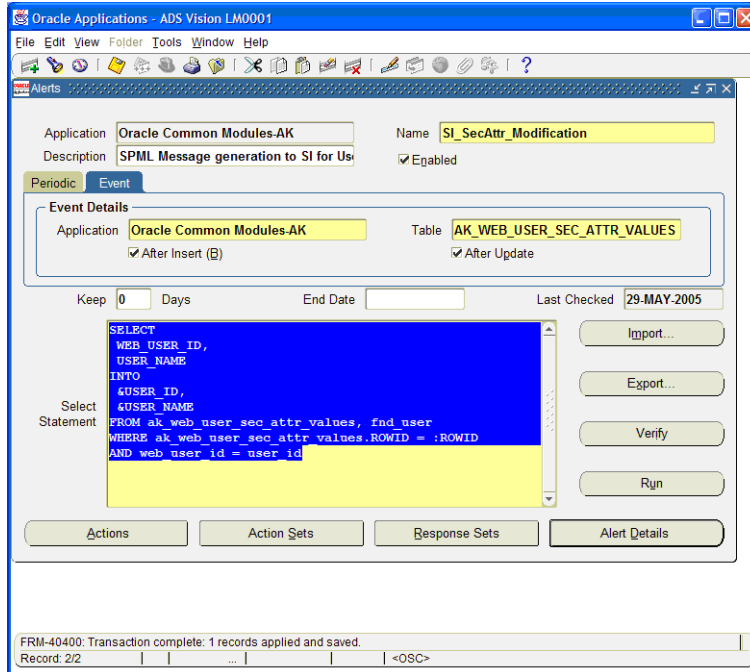 Oracle Applications - ADS Vision LM0001
File Edit View Folder Tools Window Help
Alerts
Application Oracle Common Modules-AK Name SI_SecAttr_Modification
Description SPML Message generation to SI for Use Enabled
Periodic Event
Event Details
Application Oracle Common Modules-AK Table AK_WEB_USER_SEC_ATTR_VALUES
After Insert (B) After Update
Keep 0 Days End Date Last Checked 29-MAY-2005
SELECT
WEB_USER_ID,
USER_NAME
INTO
&USER_ID,
&USER_NAME
FROM ak_web_user_sec_attr_values, fnd_user
WHERE ak_web_user_sec_attr_values.ROWID = :ROWID
AND web_user_id = user_id
Select
Statement
Import...
Export...
Verify
Run
Actions Action Sets Response Sets Alert Details
FRM-40400: Transaction complete: 1 records applied and saved.
Record: 2/2 ... <OSC>